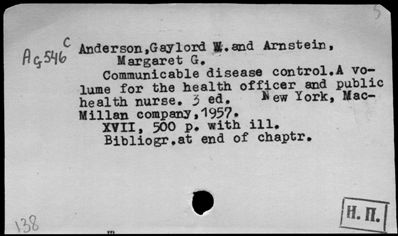 5
C
Ag546
Anderson,Gaylord W.and Arnstein,
Margaret G.
Communicable disease control.A vo-
lume for the health officer and public
health nurse. 3 ed. New York, Mac-
Millan company,1957.
XVII, 500 p. with ill.
Bibliogr.at end of chaptr.
138
Н. П.